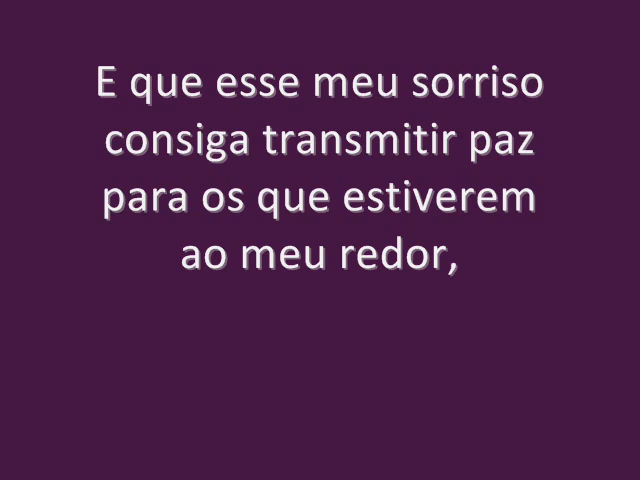 E que esse meu sorriso
consiga transmitir paz
para os que estiverem
ao meu redor,